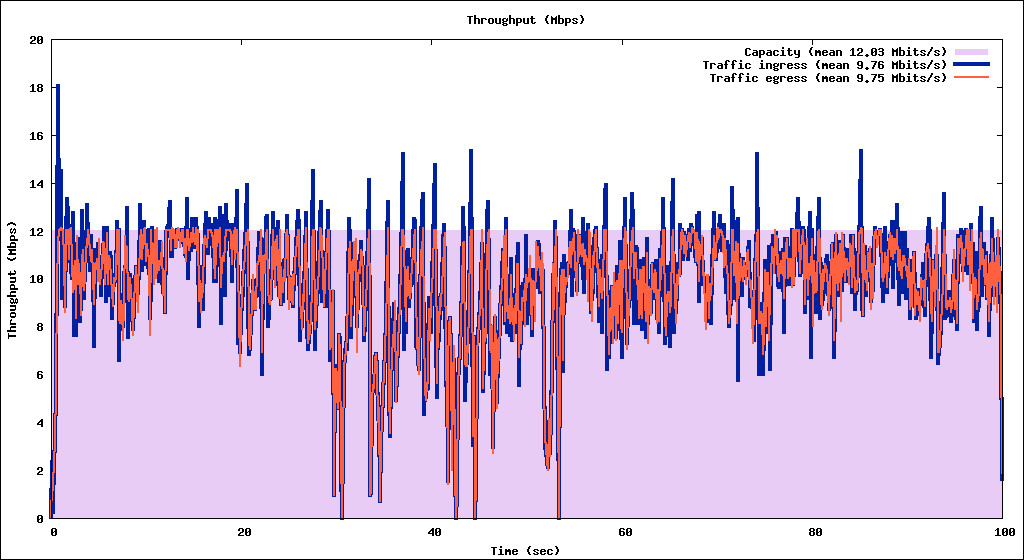 Throughput (Mbps)
Capacity (mean 12.03 Mbits/s)
Traffic ingress (mean 9.76 Mbits/s)
Traffic egress (mean 9.75 Mbits/s)
Throughput (Mbps)
20
18
16
14
12
10
8
6
4
2
0
0 20 40 60 80 100
Time (sec)